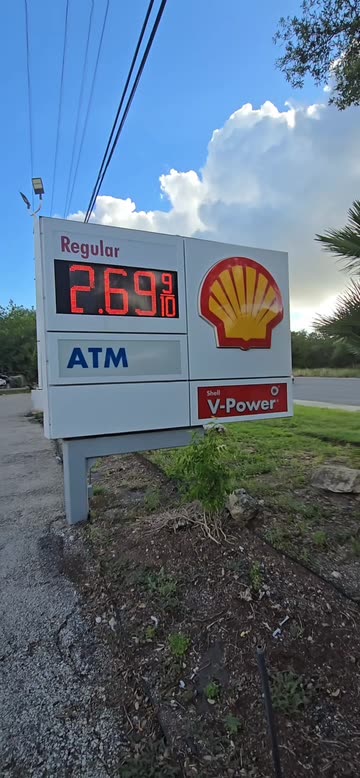 Regular
2.69 9/10
ATM
Shell
V-Power